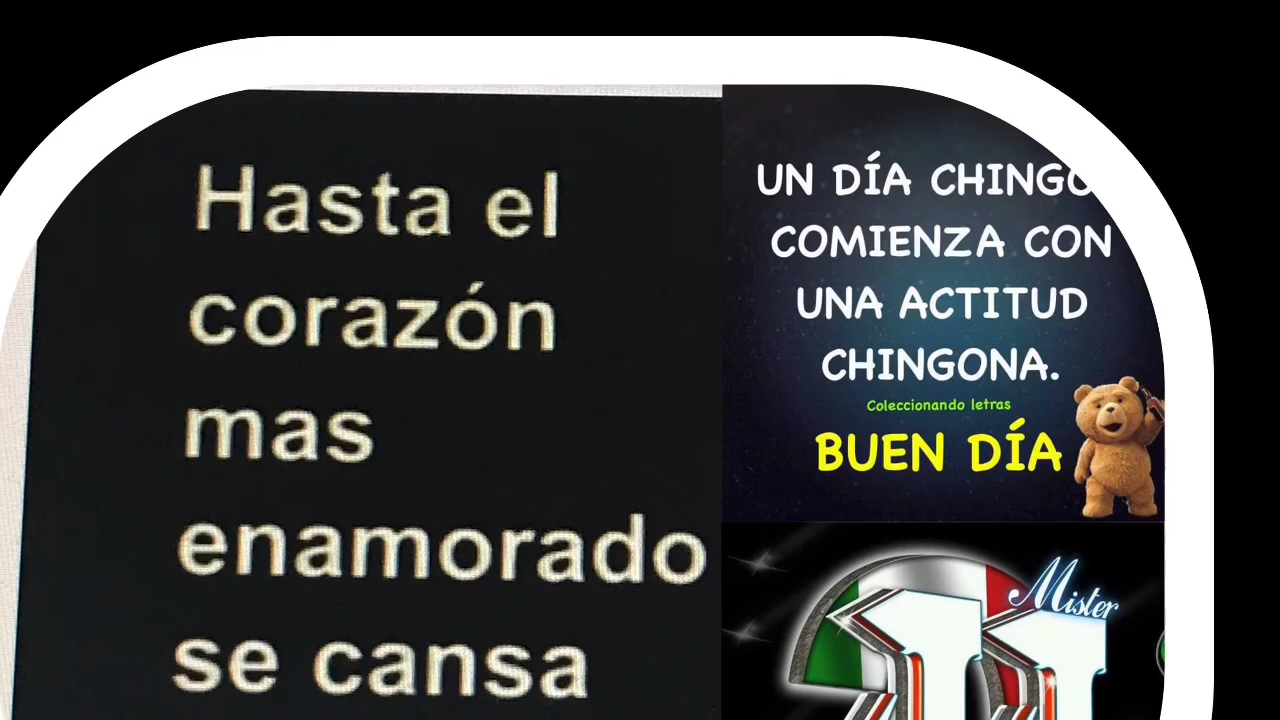 Hasta el
corazón
mas
enamorado
se cansa
UN DÍA CHINGO
COMIENZA CON
UNA ACTITUD
CHINGONA.
Coleccionando letras
BUEN DÍA
Mister